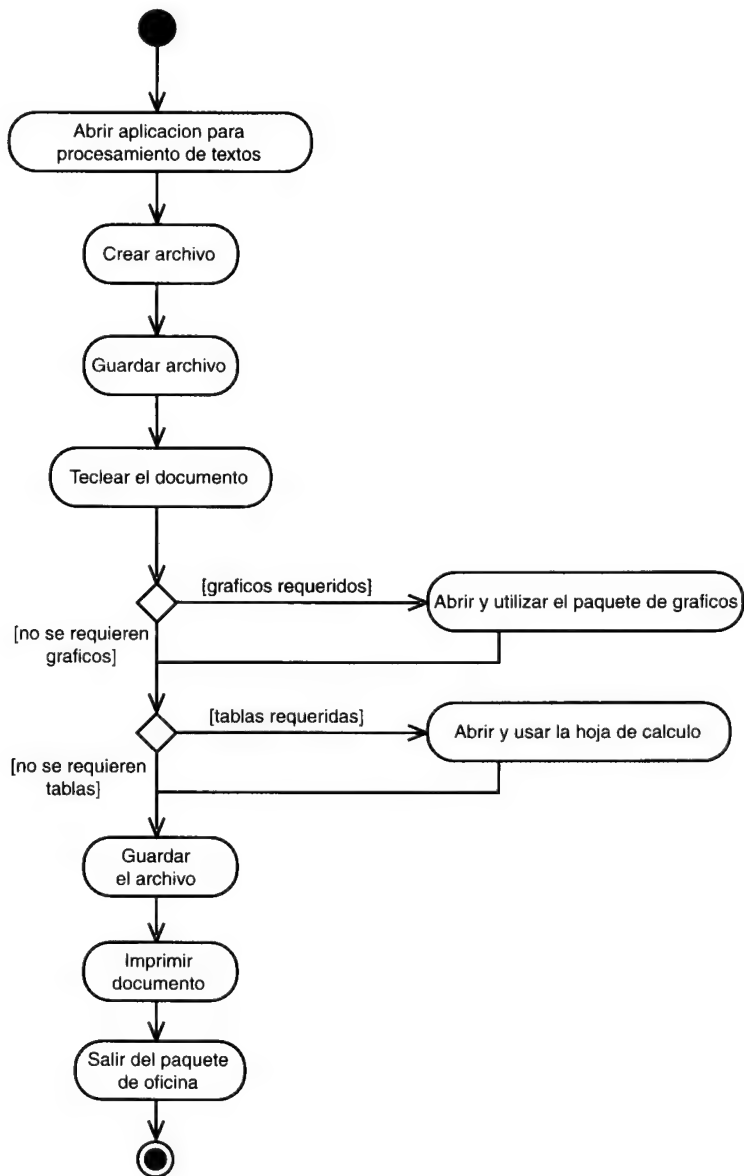 Abrir aplicacion para
procesamiento de textos
Crear archivo
Guardar archivo
Teclear el documento
[graficos requeridos]
Abrir y utilizar el paquete de graficos
[no se requieren
graficos]
[tablas requeridas]
Abrir y usar la hoja de calculo
[no se requieren
tablas]
Guardar
el archivo
Imprimir
documento
Salir del paquete
de oficina